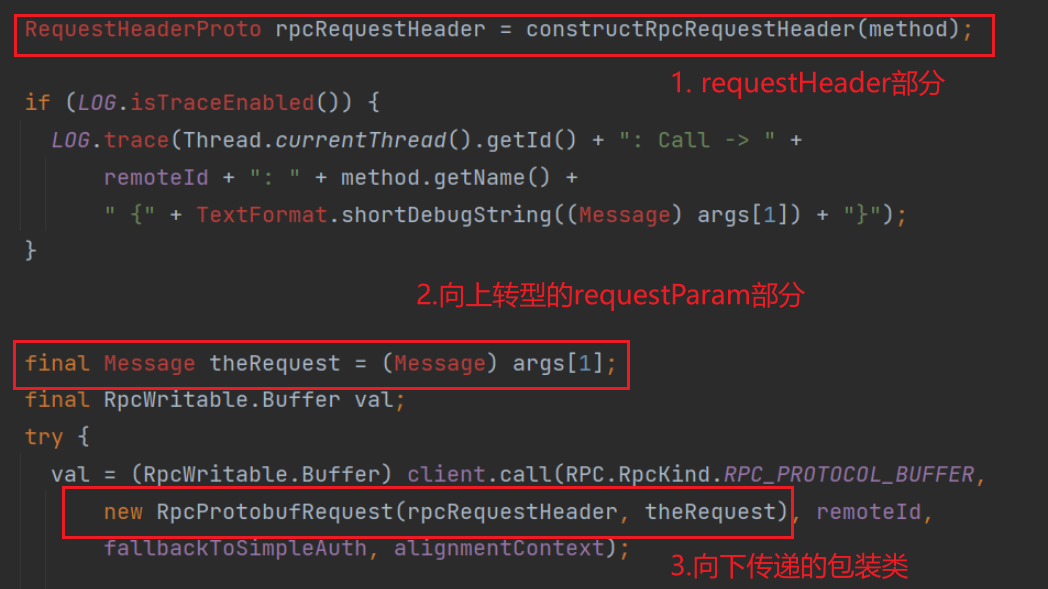 RequestHeaderProto rpcRequestHeader = constructRpcRequestHeader(method);
1. requestHeader部分
if (LOG.isTraceEnabled()) {
LOG.trace(Thread.currentThread().getId() + ": Call -> " +
remoteId + ": " + method.getName() +
" {" + TextFormat.shortDebugString((Message) args[1]) + "}");
}
2.向上转型的requestParam部分
final Message theRequest = (Message) args[1];
final RpcWritable.Buffer val;
try {
val = (RpcWritable.Buffer) client.call(RPC.RpcKind.RPC_PROTOCOL_BUFFER,
new RpcProtobufRequest(rpcRequestHeader, theRequest), remoteId,
fallbackToSimpleAuth, alignmentContext);
3.向下传递的包装类